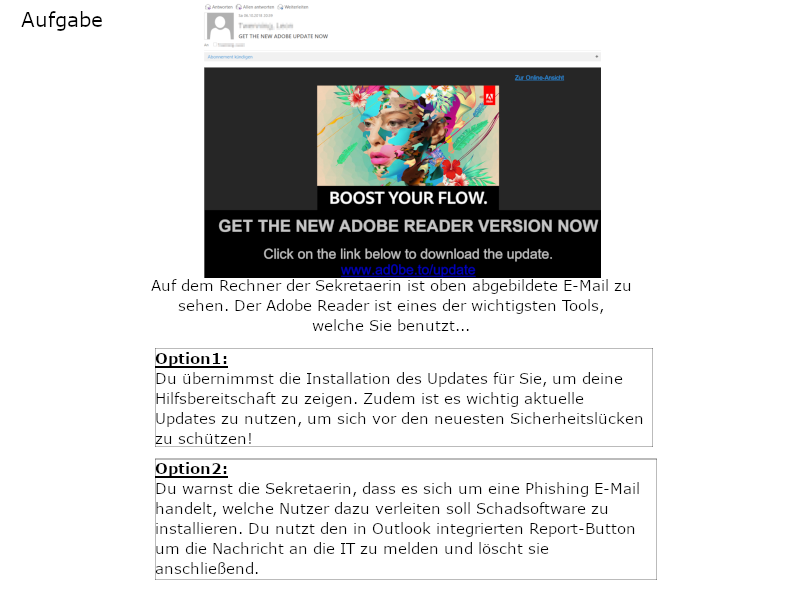 Aufgabe
Antworten Allen antworten Weiterleiten
GET THE NEW ADOBE UPDATE NOW
Abonnement kündigen
Zur Online-Ansicht
BOOST YOUR FLOW.
GET THE NEW ADOBE READER VERSION NOW
Click on the link below to download the update.
www.ad0be.to/update
Auf dem Rechner der Sekretaerin ist oben abgebildete E-Mail zu
sehen. Der Adobe Reader ist eines der wichtigsten Tools,
welche Sie benutzt...
Option1:
Du übernimmst die Installation des Updates für Sie, um deine
Hilfsbereitschaft zu zeigen. Zudem ist es wichtig aktuelle
Updates zu nutzen, um sich vor den neuesten Sicherheitslücken
zu schützen!
Option2:
Du warnst die Sekretaerin, dass es sich um eine Phishing E-Mail
handelt, welche Nutzer dazu verleiten soll Schadsoftware zu
installieren. Du nutzt den in Outlook integrierten Report-Button
um die Nachricht an die IT zu melden und löscht sie
anschließend.